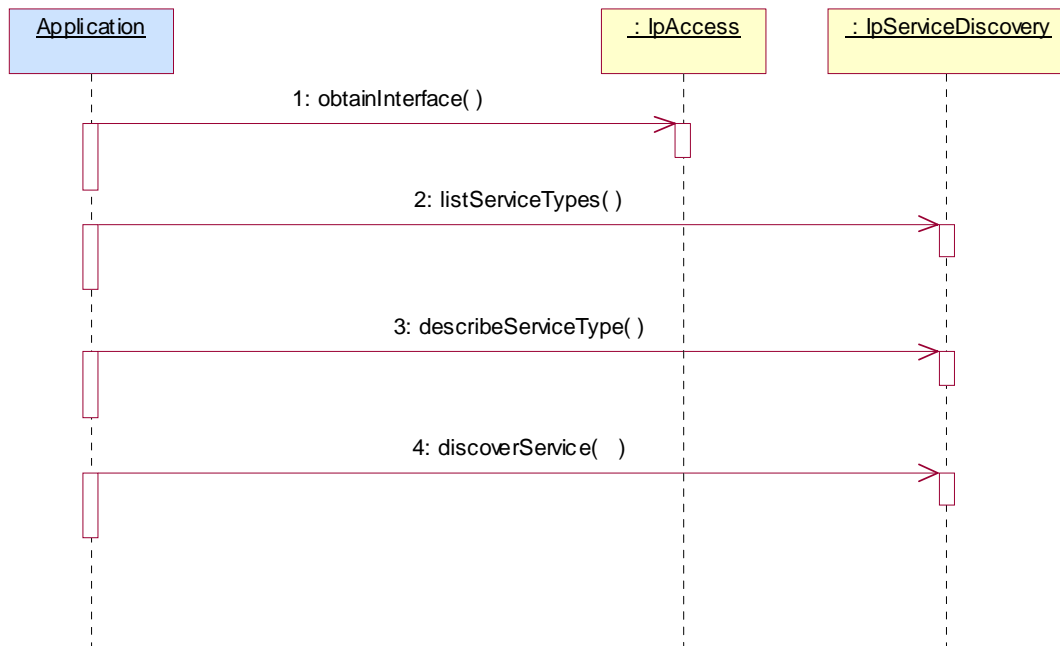 Application
: IpAccess
: IpServiceDiscovery
1: obtainInterface( )
2: listServiceTypes( )
3: describeServiceType( )
4: discoverService(   )